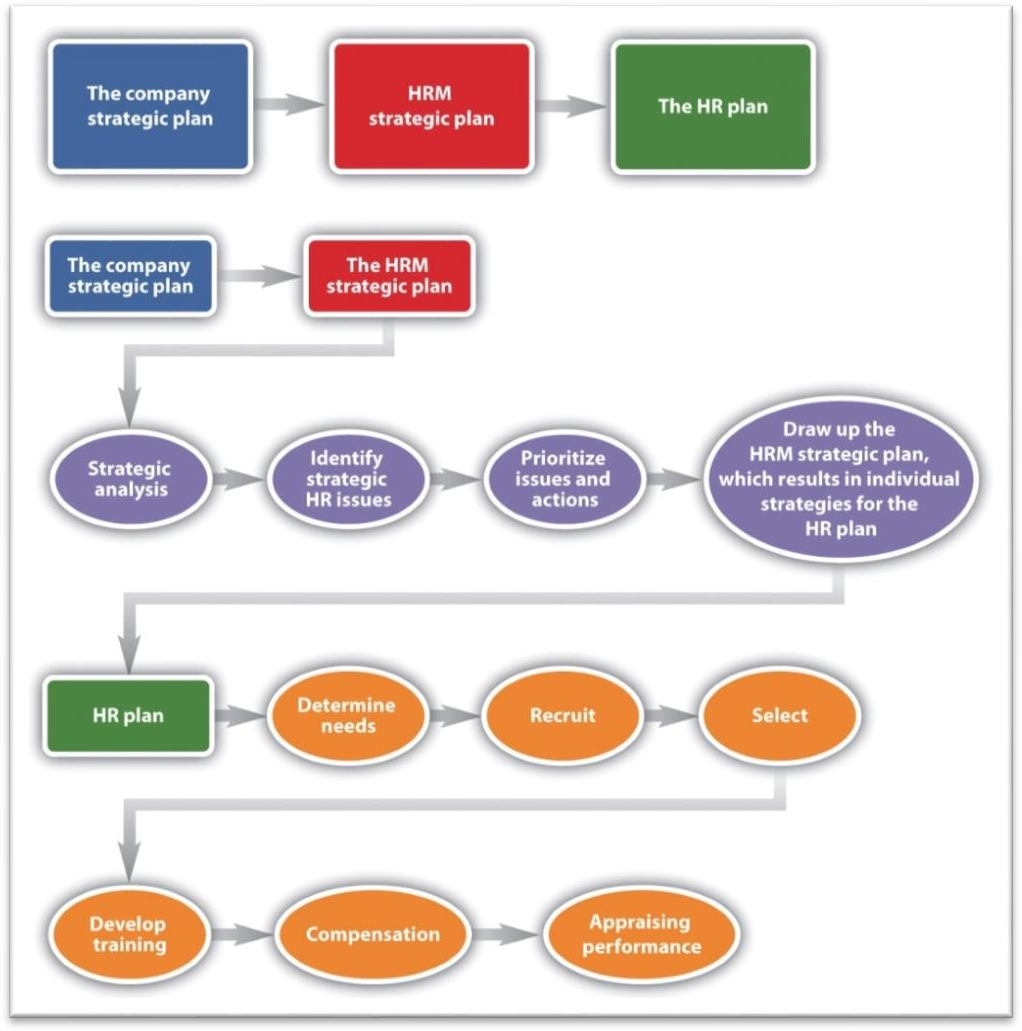 The company
strategic plan
HRM
strategic plan
The HR plan
The company
strategic plan
The HRM
strategic plan
Strategic
analysis
Identify
strategic
HR issues
Prioritize
issues and
actions
Draw up the
HRM strategic plan,
which results in individual
strategies for the
HR plan
HR plan
Determine
needs
Recruit
Select
Develop
training
Compensation
Appraising
performance